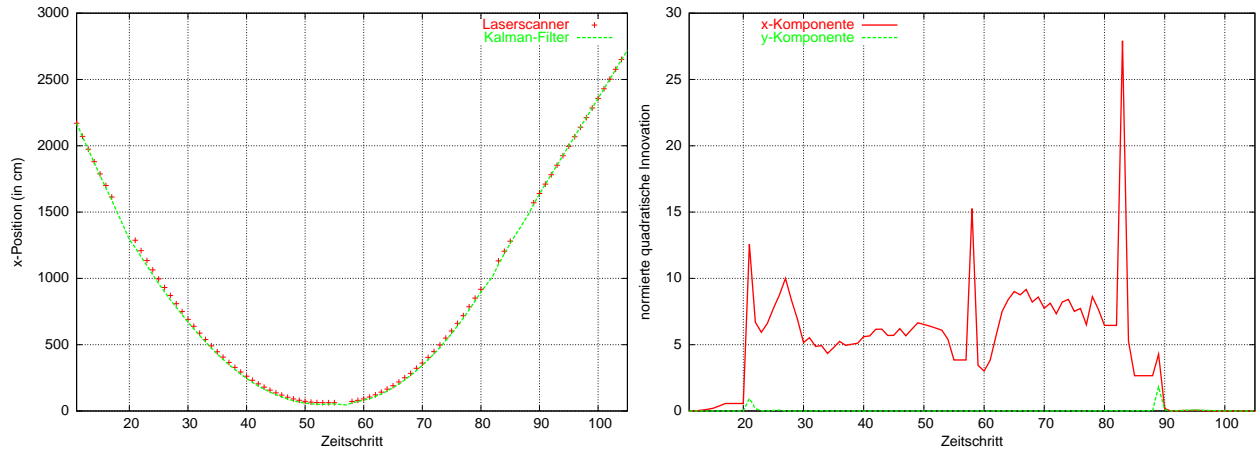 3000
2500
2000
1500
1000
500
0
x-Position (in cm)
Laserscanner
Kalman-Filter
20 30 40 50 60 70 80 90 100
Zeitschritt
30
25
20
15
10
5
0
normierte quadratische Innovation
x-Komponente
y-Komponente
20 30 40 50 60 70 80 90 100
Zeitschritt